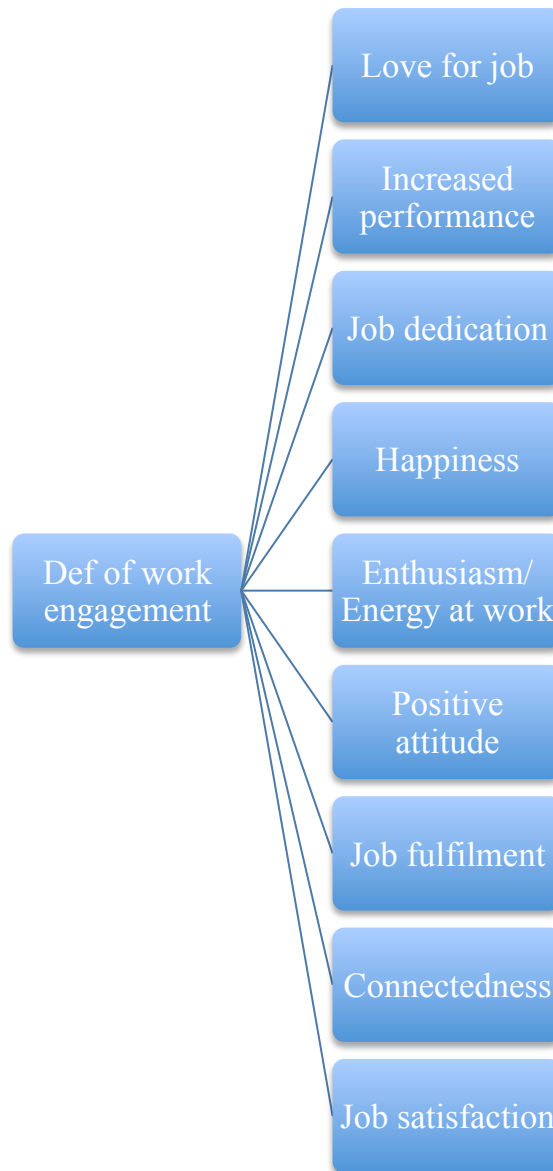 Love for job
Increased
performance
Job dedication
Happiness
Def of work
engagement
Enthusiasm/
Energy at work
Positive
attitude
Job fulfilment
Connectedness
Job satisfaction